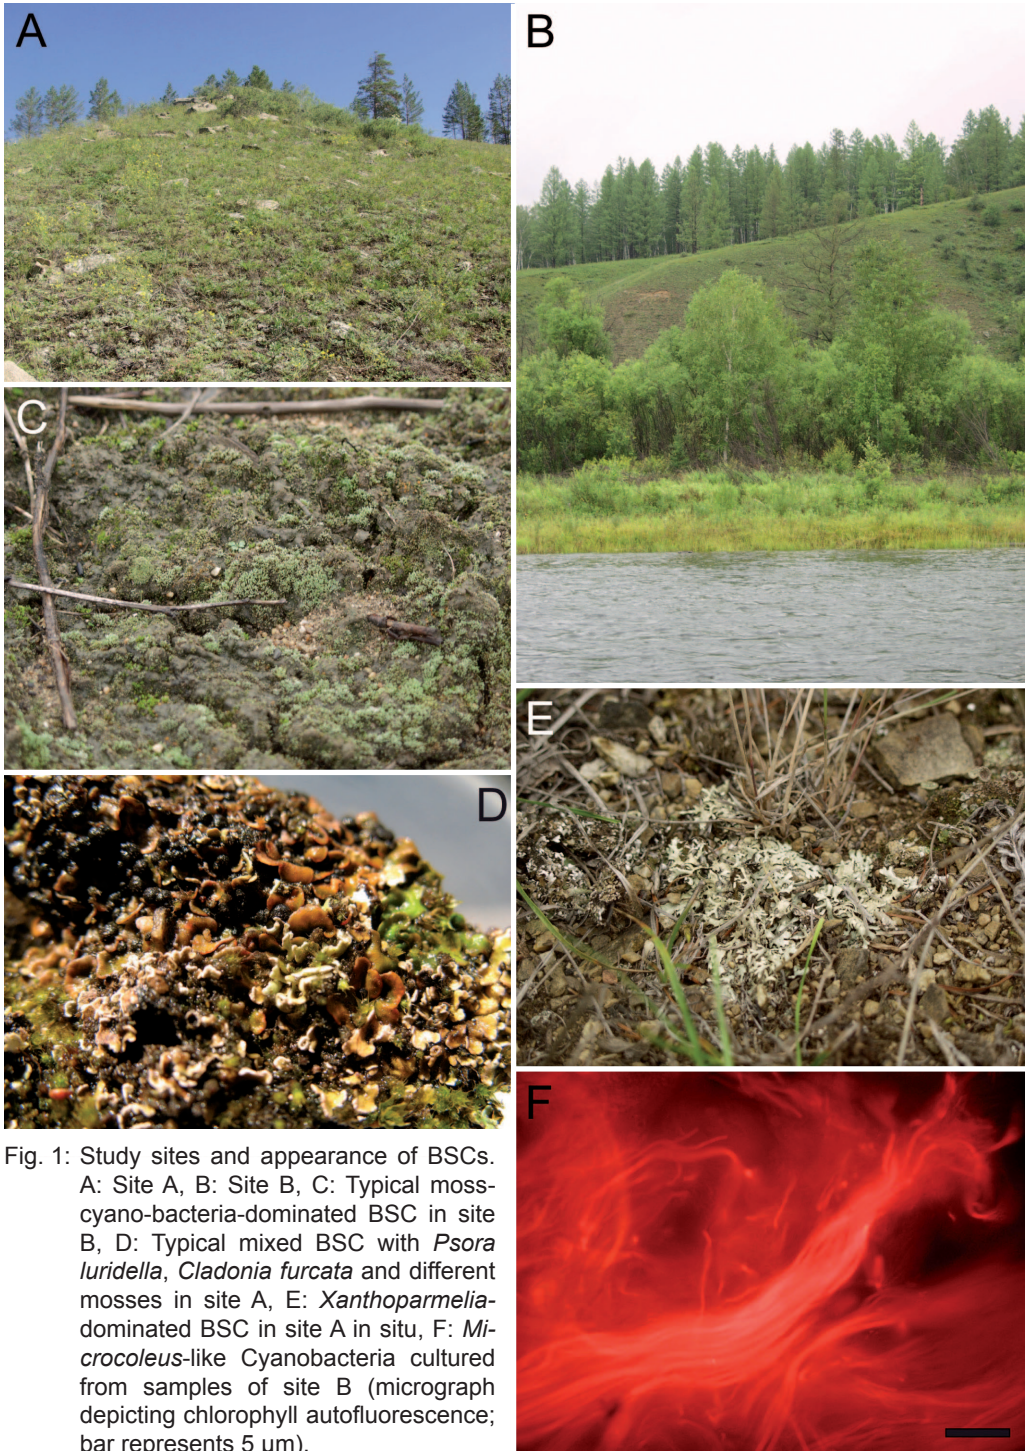 A
B
C
D
E
F
Fig. 1: Study sites and appearance of BSCs.
A: Site A, B: Site B, C: Typical moss-
cyano-bacteria-dominated BSC in site
B, D: Typical mixed BSC with Psora
luridella, Cladonia furcata and different
mosses in site A, E: Xanthoparmelia-
dominated BSC in site A in situ, F: Mi-
crocoleus-like Cyanobacteria cultured
from samples of site B (micrograph
depicting chlorophyll autofluorescence;
bar represents 5 µm).